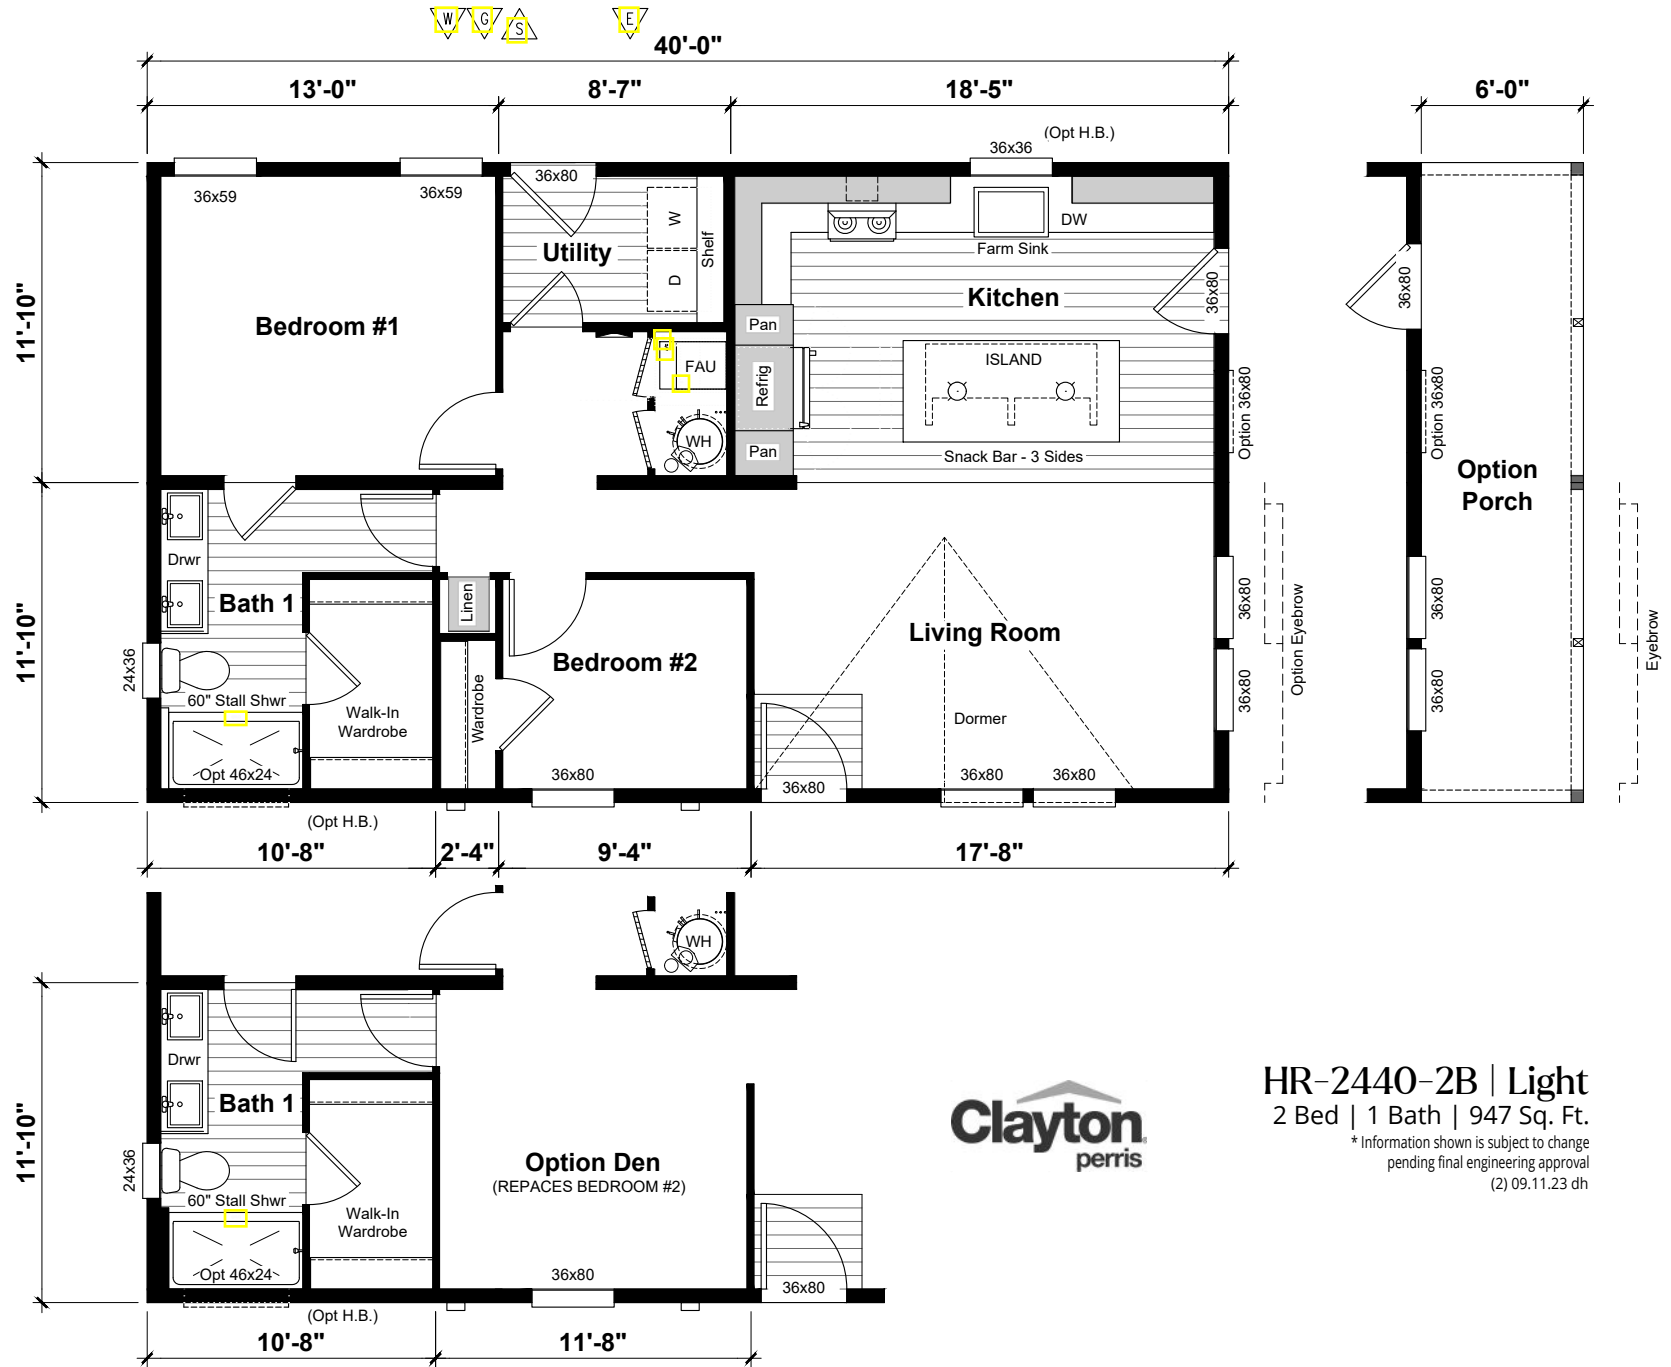 W G S E
40'-0"
13'-0" 8'-7" 18'-5" 6'-0"
(Opt H.B.)
36x36
36x59 36x59 36x80
W
D
Shelf
Utility
DW
Farm Sink
Kitchen
36x80
36x80
11'-10"
Bedroom #1
Pan
FAU
Refrig
ISLAND
Option 36x80
Option 36x80
WH
Pan
Snack Bar - 3 Sides
Option
Porch
Drwr
Bath 1
Linen
11'-10"
24x36
60" Stall Shwr
Walk-In
Wardrobe
Opt 46x24
Wardrobe
Bedroom #2
36x80
Living Room
Dormer
36x80
36x80 36x80
36x80
36x80
Option Eyebrow
36x80
36x80
Eyebrow
(Opt H.B.)
10'-8" 2'-4" 9'-4" 17'-8"
WH
Drwr
Bath 1
11'-10"
24x36
60" Stall Shwr
Walk-In
Wardrobe
Opt 46x24
Option Den
(REPACES BEDROOM #2)
36x80
36x80
(Opt H.B.)
10'-8" 11'-8"
Clayton
perris
HR-2440-2B | Light
2 Bed | 1 Bath | 947 Sq. Ft.
* Information shown is subject to change
pending final engineering approval
(2) 09.11.23 dh